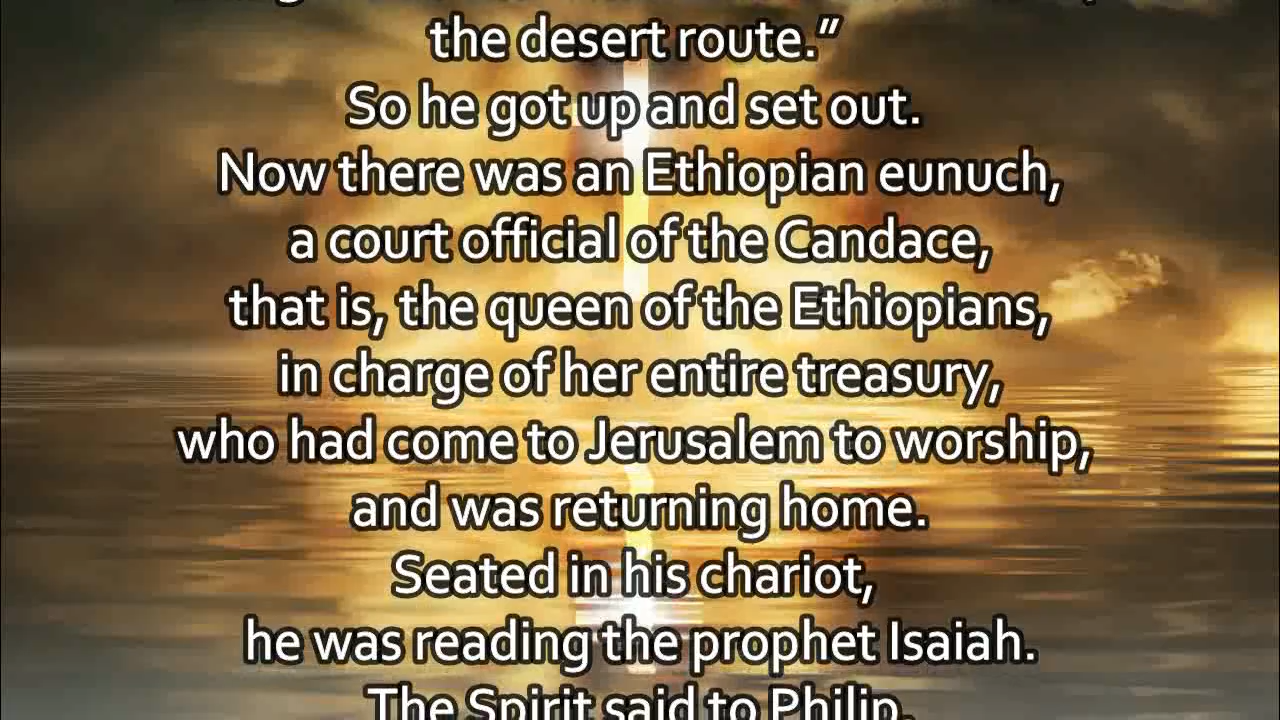 the desert route.”
So he got up and set out.
Now there was an Ethiopian eunuch,
a court official of the Candace,
that is, the queen of the Ethiopians,
in charge of her entire treasury,
who had come to Jerusalem to worship,
and was returning home.
Seated in his chariot,
he was reading the prophet Isaiah.
The Spirit said to Philip,